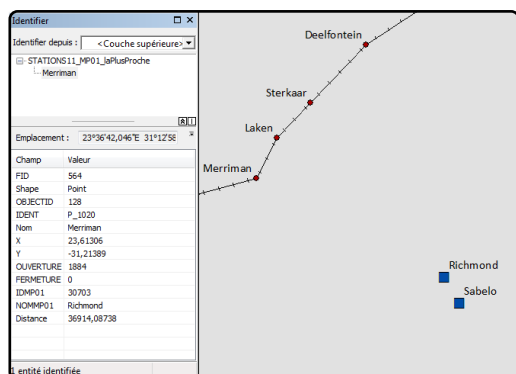 Identifier
Identifier depuis : <Couche supérieure>
STATIONS11_MP01_laPlusProche
Merriman
Emplacement : 23°36'42,046"E 31°12'5
Champ Valeur
FID 564
Shape Point
OBJECTID 128
IDENT P_1020
Nom Merriman
X 23,61306
Y -31,21389
OUVERTURE 1884
FERMETURE 0
IDMP01 30703
NOMMP01 Richmond
Distance 36914,08738
1 entité identifiée
Deelfontein
Sterkaar
Laken
Merriman
Richmond
Sabelo